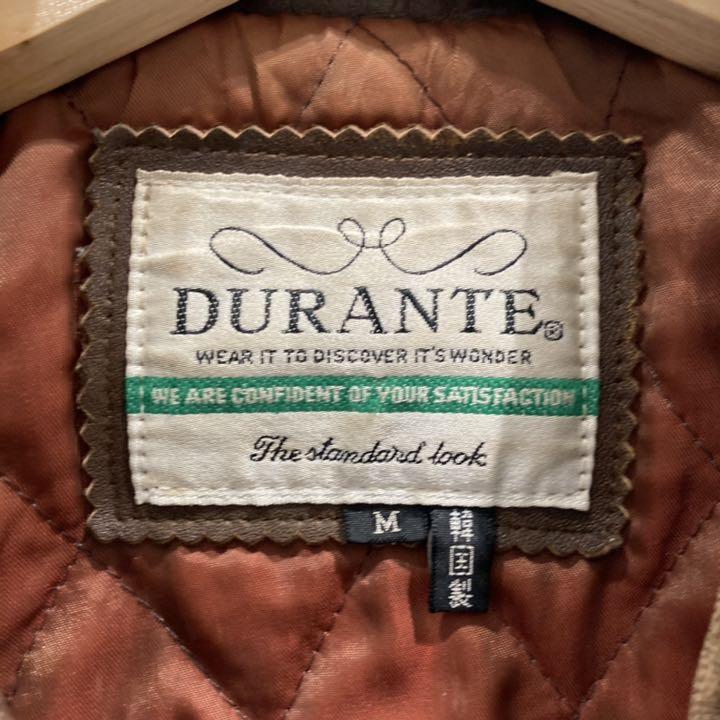 DURANTE®
WEAR IT TO DISCOVER IT'S WONDER
WE ARE CONFIDENT OF YOUR SATISFACTION
The standard look
M
韓国製